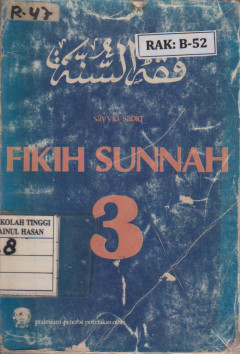 R-47
RAK: B-52
فقه السنة
sayyid sabiq
FIKIH SUNNAH
3
KOLAH TINGGI
AINUL HASAN
8